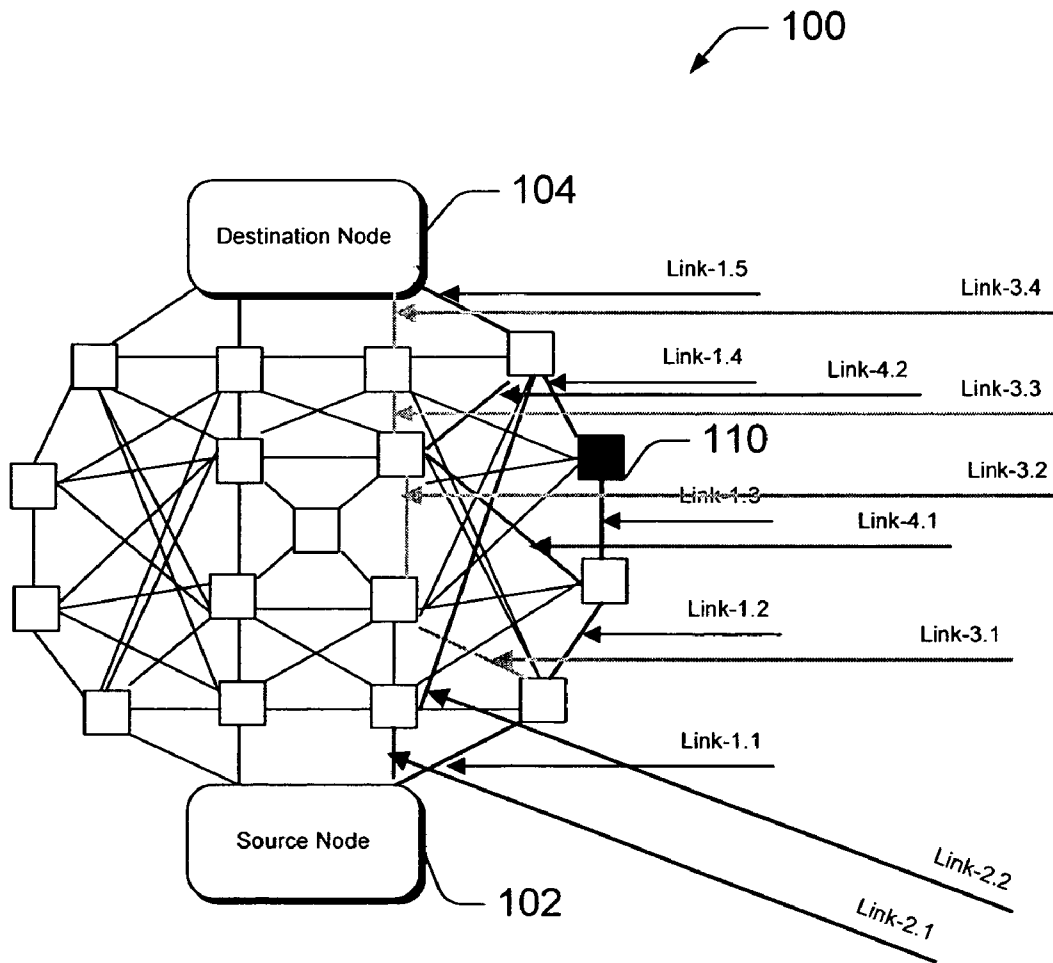 100
104
Destination Node
Link-1.5
Link-3.4
Link-1.4
Link-4.2
Link-3.3
110
Link-3.2
Link-1.3
Link-4.1
Link-1.2
Link-3.1
Link-1.1
Source Node
Link-2.2
102
Link-2.1